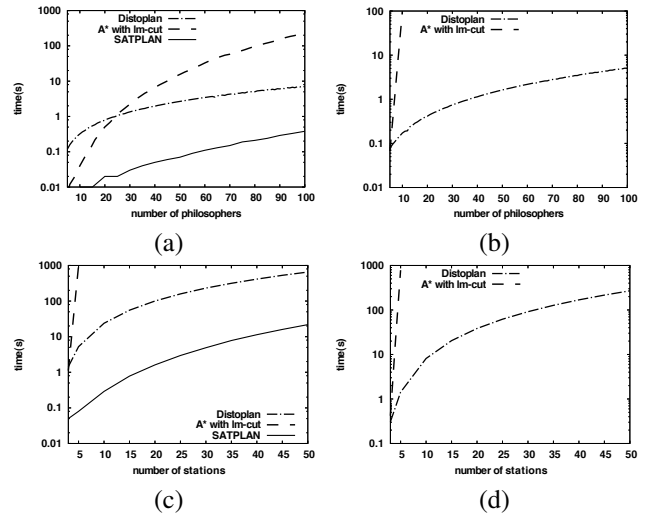 1000
100
10
1
0.1
0.01
time(s)
Distoplan
A* with lm-cut
SATPLAN
10 20 30 40 50 60 70 80 90 100
number of philosophers
(a)
100
10
1
0.1
0.01
time(s)
Distoplan
A* with lm-cut
10 20 30 40 50 60 70 80 90 100
number of philosophers
(b)
1000
100
10
1
0.1
0.01
time(s)
Distoplan
A* with lm-cut
SATPLAN
5 10 15 20 25 30 35 40 45 50
number of stations
(c)
1000
100
10
1
0.1
time(s)
Distoplan
A* with lm-cut
5 10 15 20 25 30 35 40 45 50
number of stations
(d)